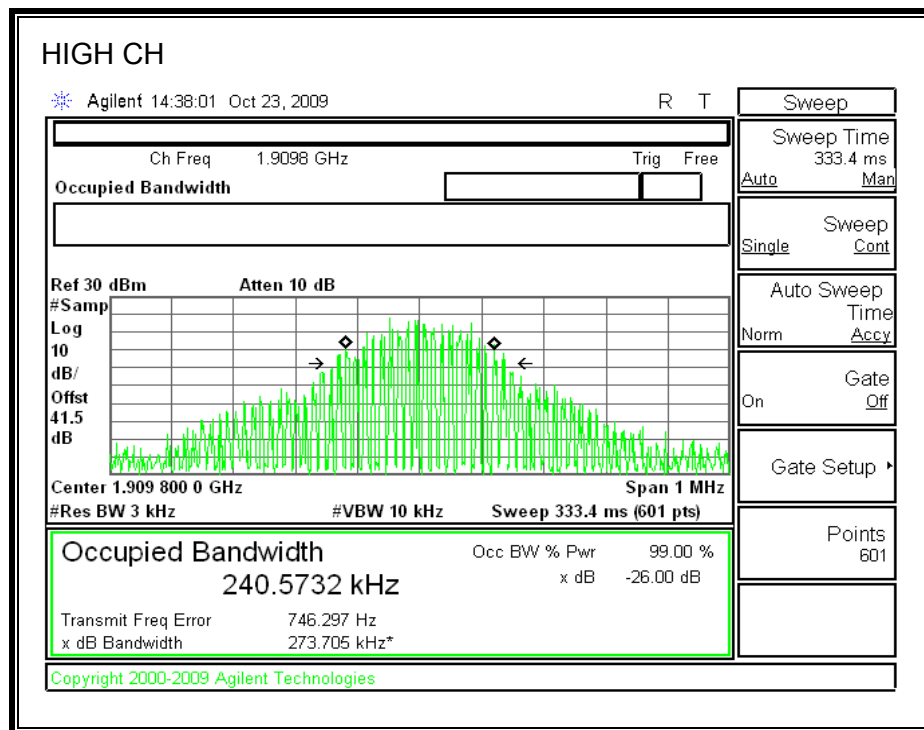 HIGH CH
Agilent 14:38:01 Oct 23, 2009 R T
Sweep
Ch Freq 1.9098 GHz Trig Free
Occupied Bandwidth
Sweep Time
333.4 ms
Auto Man
Sweep
Single Cont
Auto Sweep
Time
Norm Accy
Gate
On Off
Gate Setup
Points
601
Ref 30 dBm Atten 10 dB
#Samp
Log
10
dB/
Offst
41.5
dB
Center 1.909 800 0 GHz Span 1 MHz
#Res BW 3 kHz #VBW 10 kHz Sweep 333.4 ms (601 pts)
Occupied Bandwidth Occ BW % Pwr 99.00 %
240.5732 kHz x dB -26.00 dB
Transmit Freq Error 746.297 Hz
x dB Bandwidth 273.705 kHz*
Copyright 2000-2009 Agilent Technologies